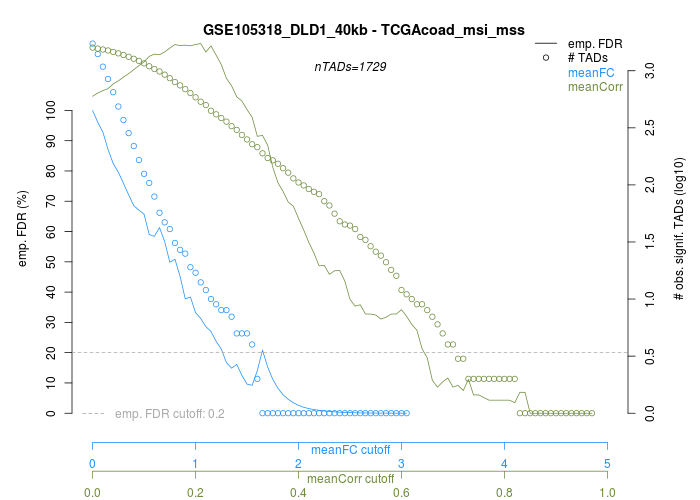 GSE105318_DLD1_40kb - TCGAcoad_msi_mss
nTADs=1729
emp. FDR
# TADs
meanFC
meanCorr
emp. FDR (%)
0 10 20 30 40 50 60 70 80 90 100
# obs. signif. TADs (log10)
0.0 0.5 1.0 1.5 2.0 2.5 3.0
emp. FDR cutoff: 0.2
meanFC cutoff
0 1 2 3 4 5
meanCorr cutoff
0.0 0.2 0.4 0.6 0.8 1.0